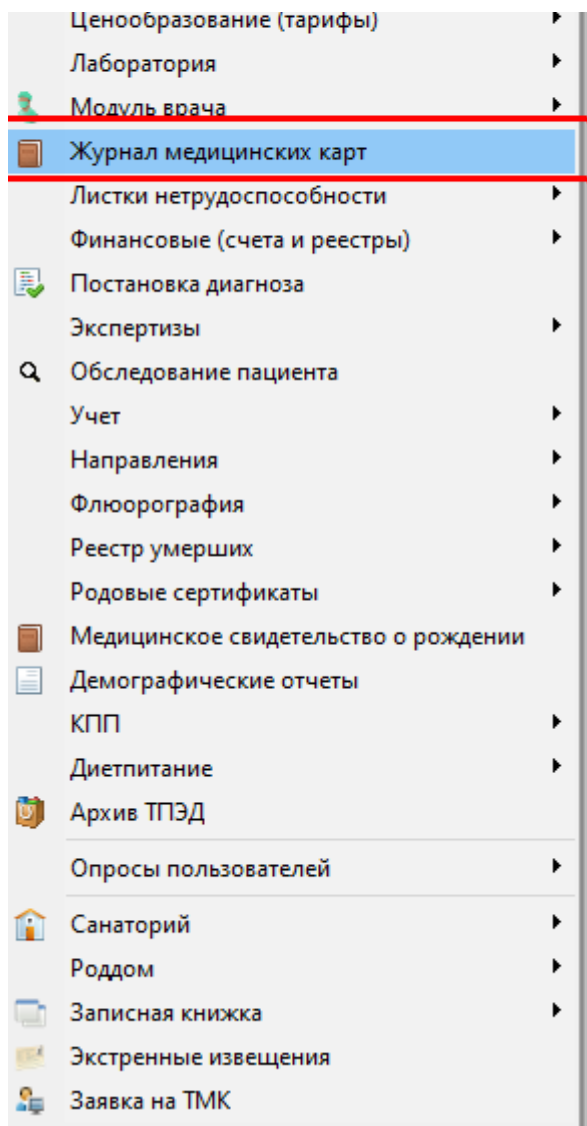 Ценообразование (тарифы)
Лаборатория
Модуль врача
Журнал медицинских карт
Листки нетрудоспособности
Финансовые (счета и реестры)
Постановка диагноза
Экспертизы
Обследование пациента
Учет
Направления
Флюорография
Реестр умерших
Родовые сертификаты
Медицинское свидетельство о рождении
Демографические отчеты
КПП
Диетпитание
Архив ТПЭД
Опросы пользователей
Санаторий
Роддом
Записная книжка
Экстренные извещения
Заявка на ТМК